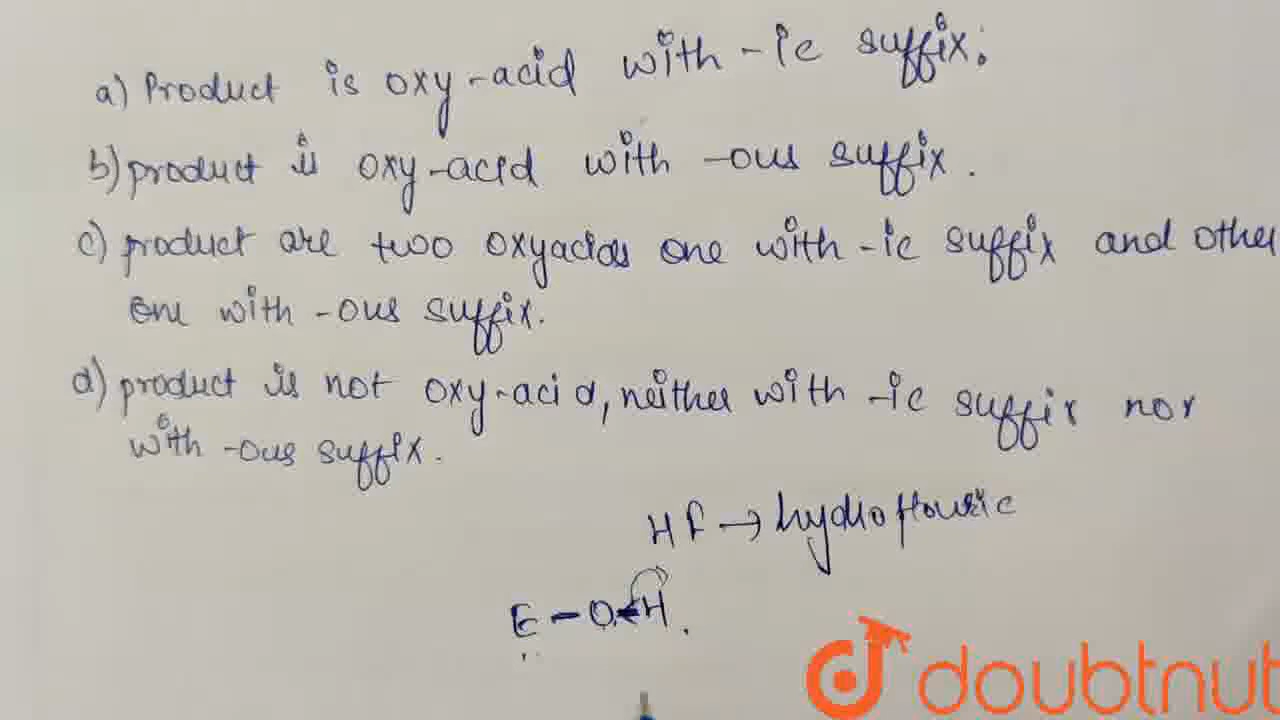 a) Product is oxy-acid with -ic suffix.
b) product is oxy-acid with -ous suffix.
c) product are two oxyacids one with -ic suffix and other
one with -ous suffix.
d) product is not oxy-acid, neither with -ic suffix nor
with -ous suffix.
HF → hydroflouric
E - O - H
doubtnut